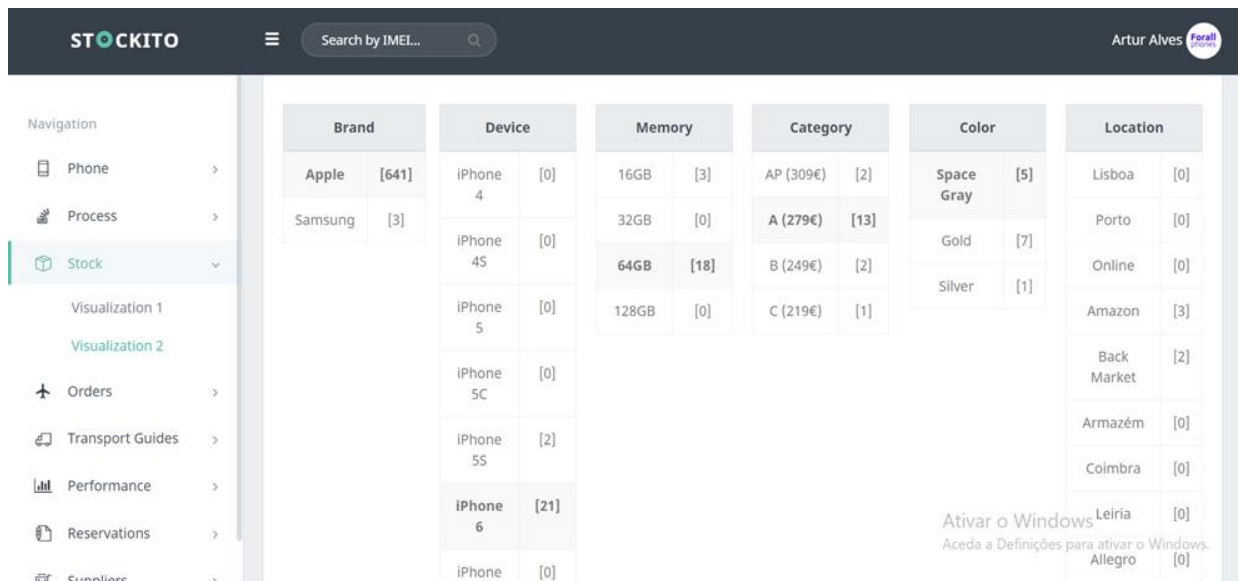 STOCKITO
Search by IMEI...
Artur Alves
Forall
phones
Navigation
Phone
Process
Stock
Visualization 1
Visualization 2
Orders
Transport Guides
Performance
Reservations
Suppliers
Brand
Apple [641]
Samsung [3]
Device
iPhone [0]
4
iPhone [0]
4S
iPhone [0]
5
iPhone [0]
5C
iPhone [2]
5S
iPhone [21]
6
iPhone [0]
Memory
16GB [3]
32GB [0]
64GB [18]
128GB [0]
Category
AP (309€) [2]
A (279€) [13]
B (249€) [2]
C (219€) [1]
Color
Space [5]
Gray
Gold [7]
Silver [1]
Location
Lisboa [0]
Porto [0]
Online [0]
Amazon [3]
Back [2]
Market
Armazém [0]
Coimbra [0]
Leiria [0]
Allegro [0]
Ativar o Windows
Aceda a Definições para ativar o Windows.